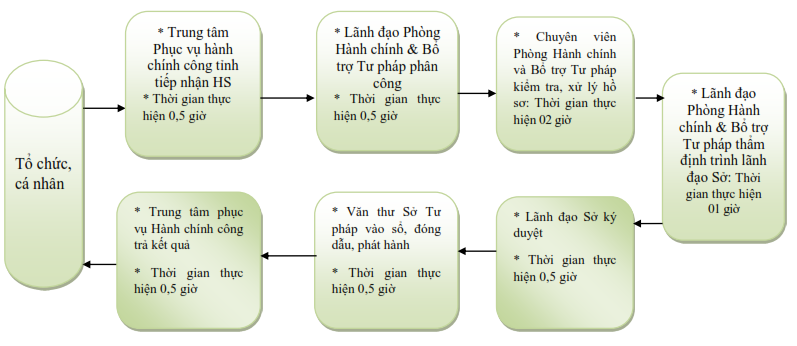 Tổ chức,
cá nhân
* Trung tâm
Phục vụ hành
chính công tỉnh
tiếp nhận HS
* Thời gian thực
hiện 0,5 giờ
* Lãnh đạo Phòng
Hành chính & Bổ
trợ Tư pháp phân
công
* Thời gian thực
hiện 0,5 giờ
* Chuyên viên
Phòng Hành chính
và Bổ trợ Tư pháp
kiểm tra, xử lý hồ
sơ: Thời gian thực
hiện 02 giờ
* Lãnh đạo
Phòng Hành
chính & Bổ trợ
Tư pháp thẩm
định trình lãnh
đạo Sở: Thời
gian thực hiện
01 giờ
* Lãnh đạo Sở ký
duyệt
* Thời gian thực
hiện 0,5 giờ
* Văn thư Sở Tư
pháp vào sổ, đóng
dấu, phát hành
* Thời gian thực
hiện 0,5 giờ
* Trung tâm phục
vụ Hành chính công
trả kết quả
* Thời gian thực
hiện 0,5 giờ